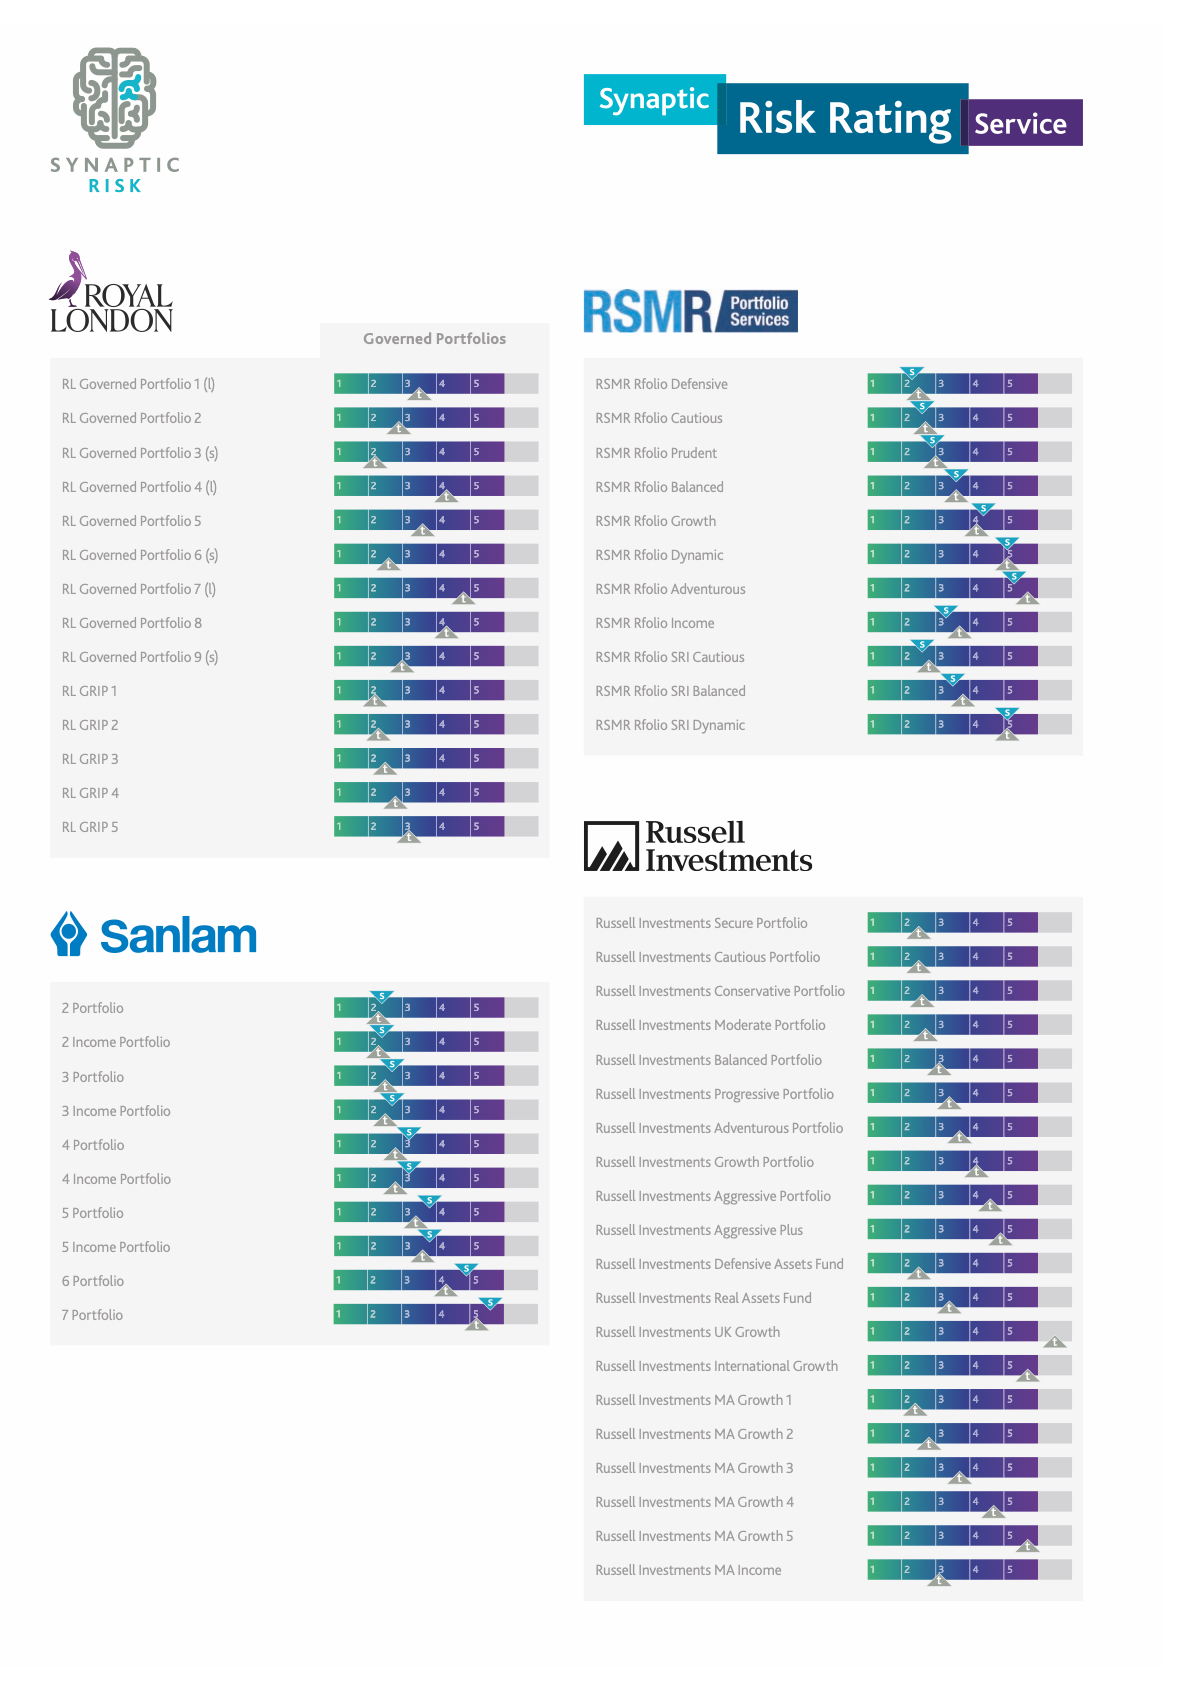 SYNAPTIC
RISK
Synaptic Risk Rating Service
ROYAL
LONDON
Governed Portfolios
RL Governed Portfolio 1 (l) 1 2 3 4 5 t
RL Governed Portfolio 2 1 2 3 4 5 t
RL Governed Portfolio 3 (s) 1 2 3 4 5 t
RL Governed Portfolio 4 (l) 1 2 3 4 5 t
RL Governed Portfolio 5 1 2 3 4 5 t
RL Governed Portfolio 6 (s) 1 2 3 4 5 t
RL Governed Portfolio 7 (l) 1 2 3 4 5 t
RL Governed Portfolio 8 1 2 3 4 5 t
RL Governed Portfolio 9 (s) 1 2 3 4 5 t
RL GRIP 1 1 2 3 4 5 t
RL GRIP 2 1 2 3 4 5 t
RL GRIP 3 1 2 3 4 5 t
RL GRIP 4 1 2 3 4 5 t
RL GRIP 5 1 2 3 4 5 t
Sanlam
2 Portfolio 1 2 3 4 5 s t
2 Income Portfolio 1 2 3 4 5 s t
3 Portfolio 1 2 3 4 5 s t
3 Income Portfolio 1 2 3 4 5 s t
4 Portfolio 1 2 3 4 5 s t
4 Income Portfolio 1 2 3 4 5 s t
5 Portfolio 1 2 3 4 5 s t
5 Income Portfolio 1 2 3 4 5 s t
6 Portfolio 1 2 3 4 5 s t
7 Portfolio 1 2 3 4 5 s t
RSMR Portfolio
Services
RSMR Rfolio Defensive 1 2 3 4 5 s t
RSMR Rfolio Cautious 1 2 3 4 5 s t
RSMR Rfolio Prudent 1 2 3 4 5 s t
RSMR Rfolio Balanced 1 2 3 4 5 s t
RSMR Rfolio Growth 1 2 3 4 5 s t
RSMR Rfolio Dynamic 1 2 3 4 5 s t
RSMR Rfolio Adventurous 1 2 3 4 5 s t
RSMR Rfolio Income 1 2 3 4 5 s t
RSMR Rfolio SRI Cautious 1 2 3 4 5 s t
RSMR Rfolio SRI Balanced 1 2 3 4 5 s t
RSMR Rfolio SRI Dynamic 1 2 3 4 5 s t
Russell
Investments
Russell Investments Secure Portfolio 1 2 3 4 5 t
Russell Investments Cautious Portfolio 1 2 3 4 5 t
Russell Investments Conservative Portfolio 1 2 3 4 5 t
Russell Investments Moderate Portfolio 1 2 3 4 5 t
Russell Investments Balanced Portfolio 1 2 3 4 5 t
Russell Investments Progressive Portfolio 1 2 3 4 5 t
Russell Investments Adventurous Portfolio 1 2 3 4 5 t
Russell Investments Growth Portfolio 1 2 3 4 5 t
Russell Investments Aggressive Portfolio 1 2 3 4 5 t
Russell Investments Aggressive Plus 1 2 3 4 5 t
Russell Investments Defensive Assets Fund 1 2 3 4 5 t
Russell Investments Real Assets Fund 1 2 3 4 5 t
Russell Investments UK Growth 1 2 3 4 5 t
Russell Investments International Growth 1 2 3 4 5 t
Russell Investments MA Growth 1 1 2 3 4 5 t
Russell Investments MA Growth 2 1 2 3 4 5 t
Russell Investments MA Growth 3 1 2 3 4 5 t
Russell Investments MA Growth 4 1 2 3 4 5 t
Russell Investments MA Growth 5 1 2 3 4 5 t
Russell Investments MA Income 1 2 3 4 5 t